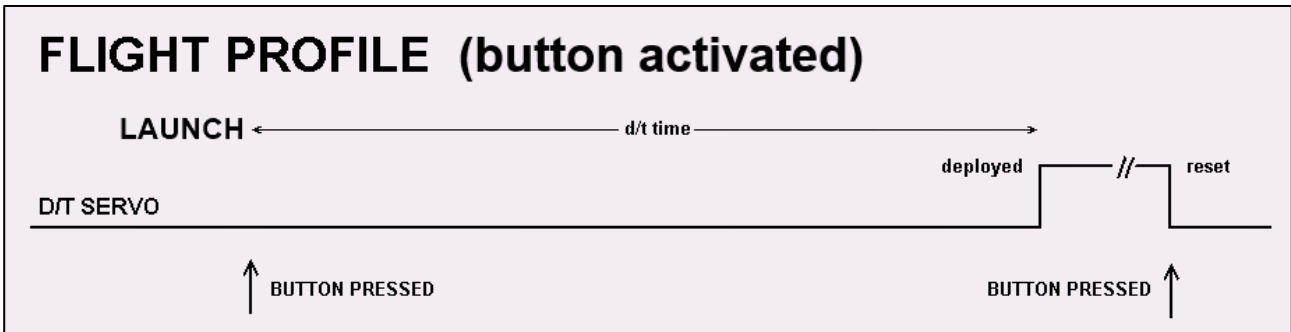 FLIGHT PROFILE (button activated)
LAUNCH
d/t time
deployed
reset
D/T SERVO
BUTTON PRESSED
BUTTON PRESSED